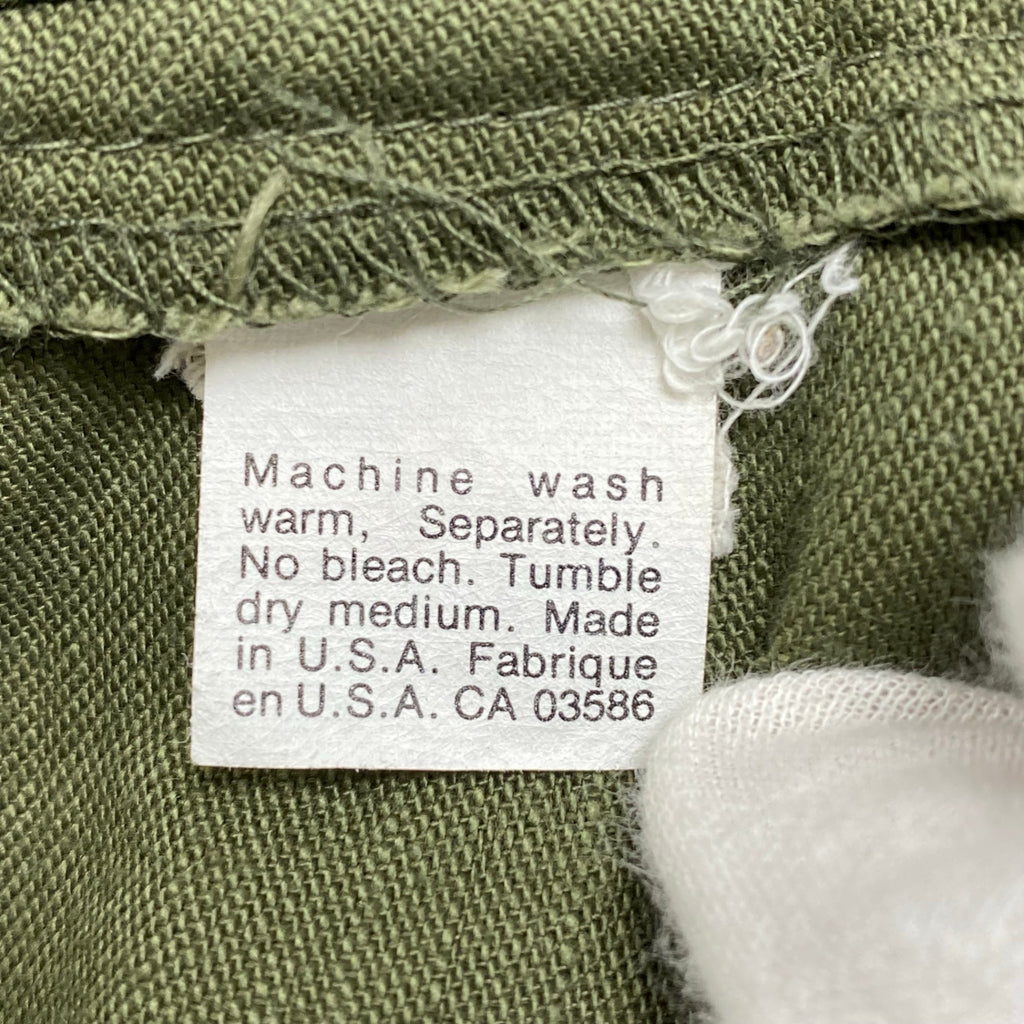 Machine wash
warm, Separately.
No bleach. Tumble
dry medium. Made
in U.S.A. Fabrique
en U.S.A. CA 03586